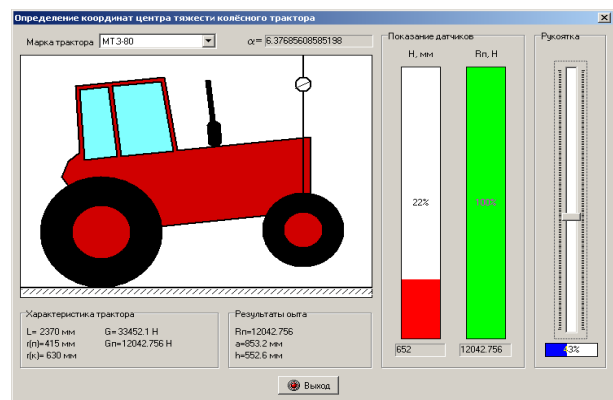 Определение координат центра тяжести колёсного трактора
Марка трактора МТЗ-80 α= 6.37685608585198
Показание датчиков
H, мм Rп, Н
22% 100%
652 12042.756
Рукоятка
43%
Характеристика трактора
L= 2370 мм G= 33452.1 Н
r(п)=415 мм Gп=12042.756 Н
r(к)= 630 мм
Результаты оыта
Rп=12042.756
a=853.2 мм
h=552.6 мм
Выход